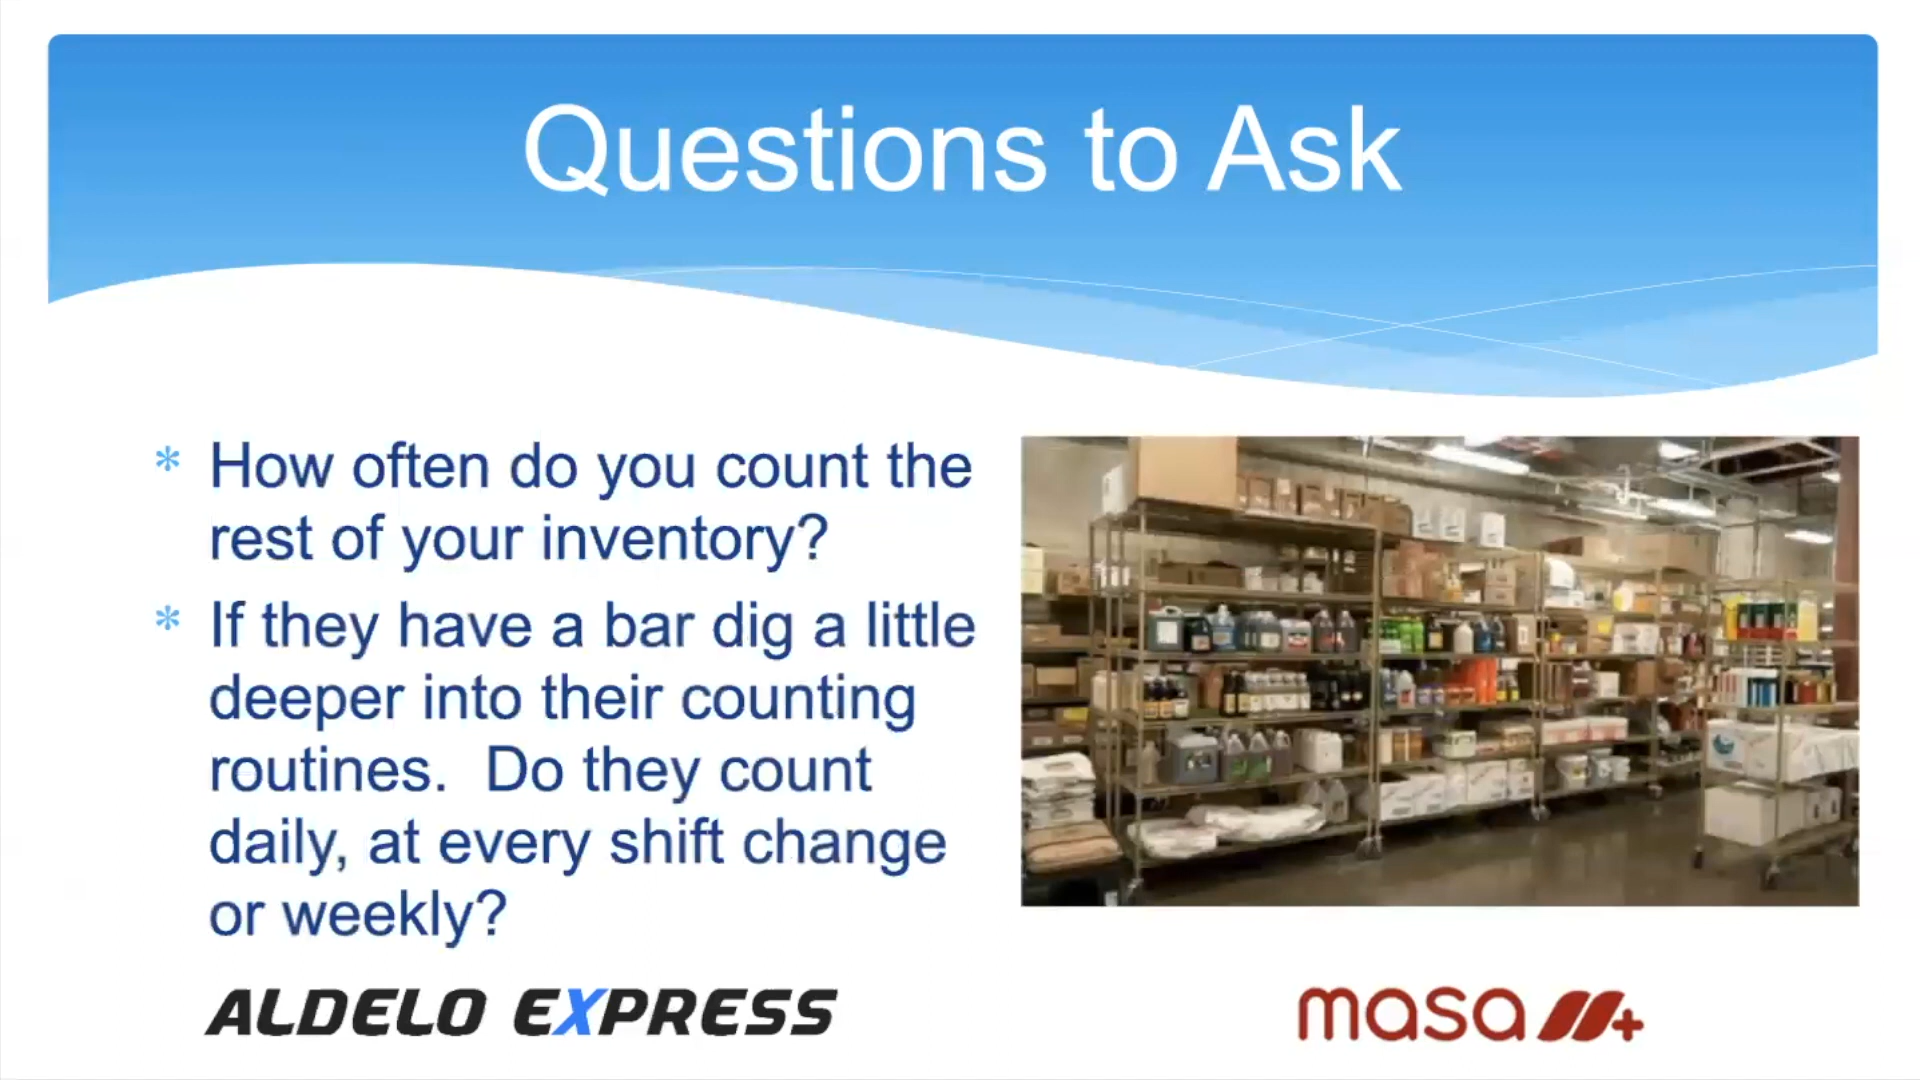 Questions to Ask
* How often do you count the
rest of your inventory?
* If they have a bar dig a little
deeper into their counting
routines.  Do they count
daily, at every shift change
or weekly?
ALDELO EXPRESS
masa